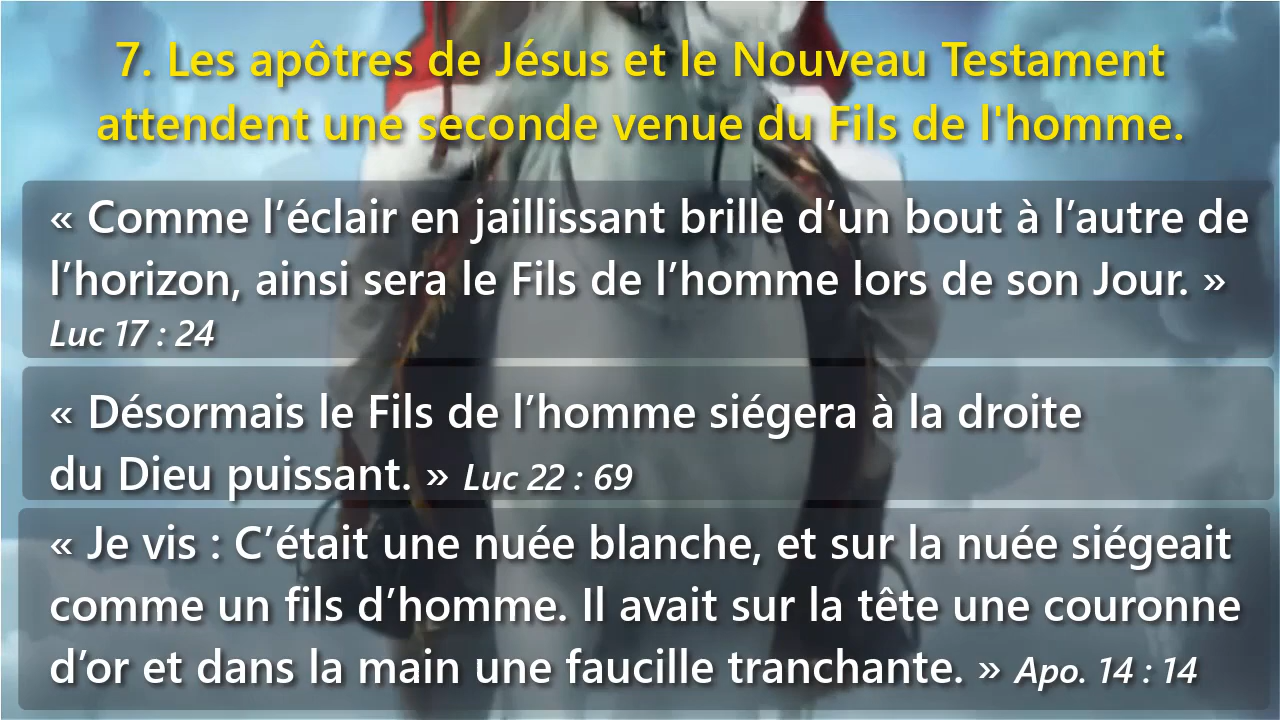 7. Les apôtres de Jésus et le Nouveau Testament
attendent une seconde venue du Fils de l'homme.
« Comme l’éclair en jaillissant brille d’un bout à l’autre de
l’horizon, ainsi sera le Fils de l’homme lors de son Jour. »
Luc 17 : 24
« Désormais le Fils de l’homme siégera à la droite
du Dieu puissant. » Luc 22 : 69
« Je vis : C’était une nuée blanche, et sur la nuée siégeait
comme un fils d’homme. Il avait sur la tête une couronne
d’or et dans la main une faucille tranchante. » Apo. 14 : 14